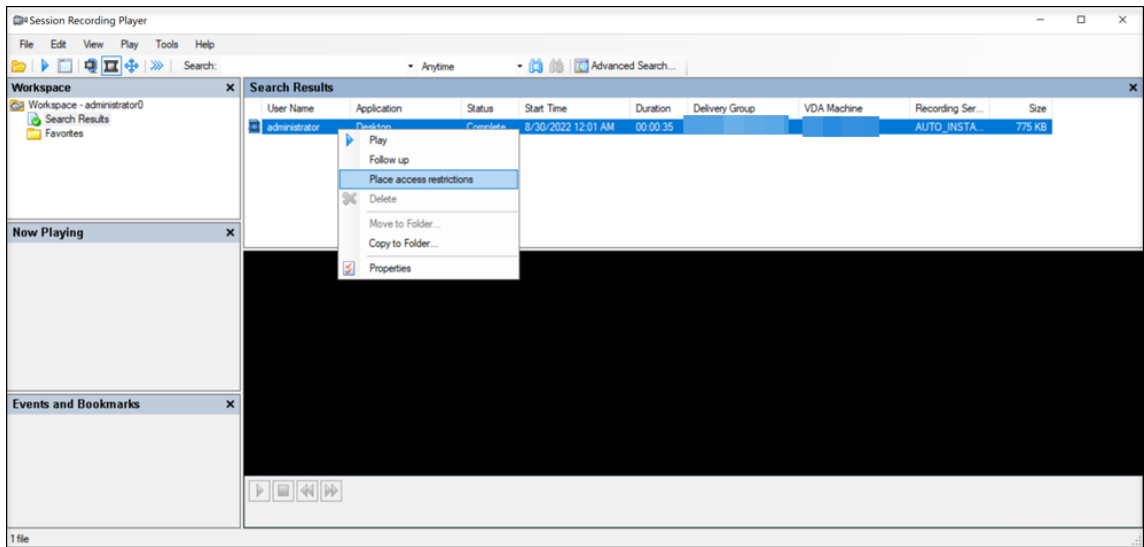 Session Recording Player
File Edit View Play Tools Help
Search: Anytime Advanced Search...
Workspace
Workspace - administrator0
Search Results
Favorites
Now Playing
Events and Bookmarks
Search Results
User Name Application Status Start Time Duration Delivery Group VDA Machine Recording Ser... Size
administrator Desktop Complete 8/30/2022 12:01 AM 00:00:35 AUTO_INSTA... 775 KB
Play
Follow up
Place access restrictions
Delete
Move to Folder...
Copy to Folder...
Properties
1 file